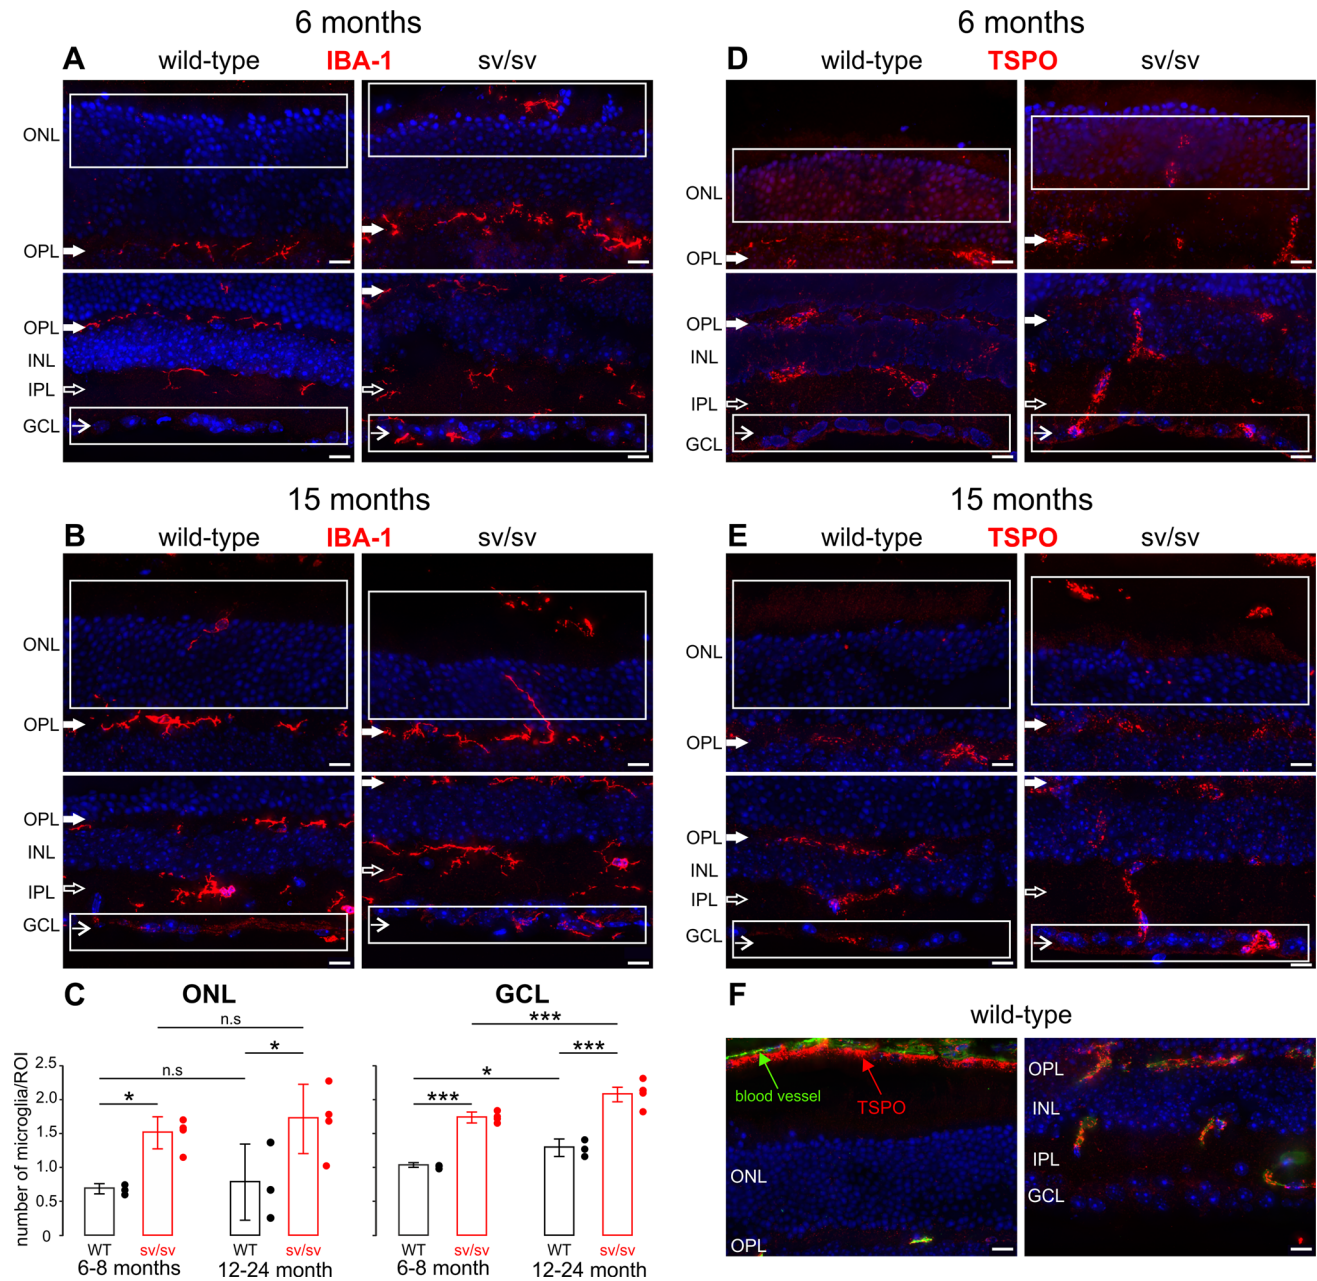 6 months
A wild-type IBA-1 sv/sv
ONL
OPL
OPL
INL
IPL
GCL
15 months
B wild-type IBA-1 sv/sv
ONL
OPL
OPL
INL
IPL
GCL
C ONL GCL
n.s ***
* ***
n.s *
* ***
number of microglia/ROI
2.5
2.0
1.5
1.0
0.5
0
WT sv/sv WT sv/sv WT sv/sv WT sv/sv
6-8 months 12-24 month 6-8 month 12-24 month
6 months
D wild-type TSPO sv/sv
ONL
OPL
OPL
INL
IPL
GCL
15 months
E wild-type TSPO sv/sv
ONL
OPL
OPL
INL
IPL
GCL
F wild-type
blood vessel
TSPO
ONL
OPL
OPL
INL
IPL
GCL